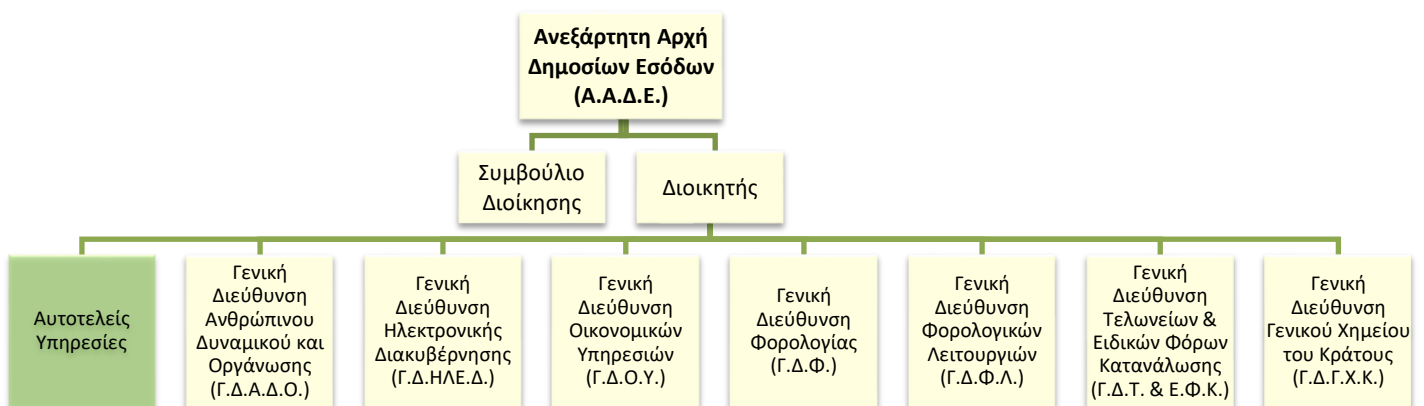 Ανεξάρτητη Αρχή
Δημοσίων Εσόδων
(Α.Α.Δ.Ε.)
Συμβούλιο
Διοίκησης
Διοικητής
Αυτοτελείς
Υπηρεσίες
Γενική
Διεύθυνση
Ανθρώπινου
Δυναμικού και
Οργάνωσης
(Γ.Δ.Α.Δ.Ο.)
Γενική
Διεύθυνση
Ηλεκτρονικής
Διακυβέρνησης
(Γ.Δ.ΗΛΕ.Δ.)
Γενική
Διεύθυνση
Οικονομικών
Υπηρεσιών
(Γ.Δ.Ο.Υ.)
Γενική
Διεύθυνση
Φορολογίας
(Γ.Δ.Φ.)
Γενική
Διεύθυνση
Φορολογικών
Λειτουργιών
(Γ.Δ.Φ.Λ.)
Γενική
Διεύθυνση
Τελωνείων &
Ειδικών Φόρων
Κατανάλωσης
(Γ.Δ.Τ. & Ε.Φ.Κ.)
Γενική
Διεύθυνση
Γενικού Χημείου
του Κράτους
(Γ.Δ.Γ.Χ.Κ.)